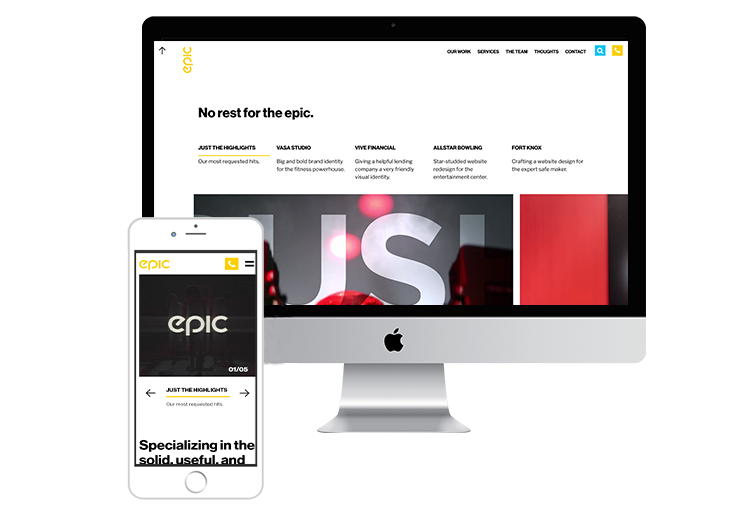 epic
OUR WORK SERVICES THE TEAM THOUGHTS CONTACT
No rest for the epic.
JUST THE HIGHLIGHTS
Our most requested hits.
VASA STUDIO
Big and bold brand identity
for the fitness powerhouse.
VIVE FINANCIAL
Giving a helpful lending
company a very friendly
visual identity.
ALLSTAR BOWLING
Star-studded website
redesign for the
entertainment center.
FORT KNOX
Crafting a website design for
the expert safe maker.
USI
epic
epic
01/05
JUST THE HIGHLIGHTS
Our most requested hits.
Specializing in the
solid, useful, and